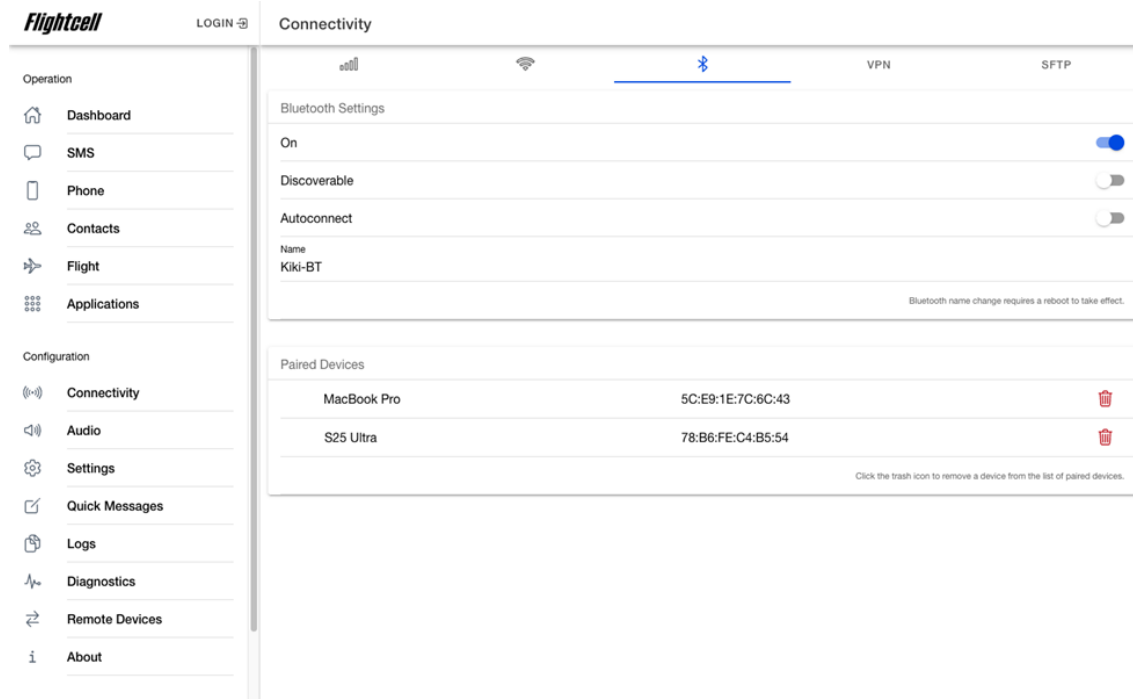 Flightcell
LOGIN
Connectivity
VPN
SFTP
Operation
Dashboard
SMS
Phone
Contacts
Flight
Applications
Configuration
Connectivity
Audio
Settings
Quick Messages
Logs
Diagnostics
Remote Devices
About
Bluetooth Settings
On
Discoverable
Autoconnect
Name
Kiki-BT
Bluetooth name change requires a reboot to take effect.
Paired Devices
MacBook Pro 5C:E9:1E:7C:6C:43
S25 Ultra 78:B6:FE:C4:B5:54
Click the trash icon to remove a device from the list of paired devices.